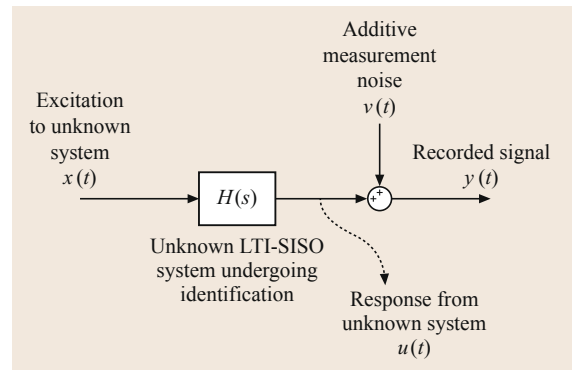 Additive
measurement
noise
v(t)
Excitation
to unknown
system
x(t)
Recorded signal
y(t)
H(s)
+ +
Unknown LTI-SISO
system undergoing
identification
Response from
unknown system
u(t)